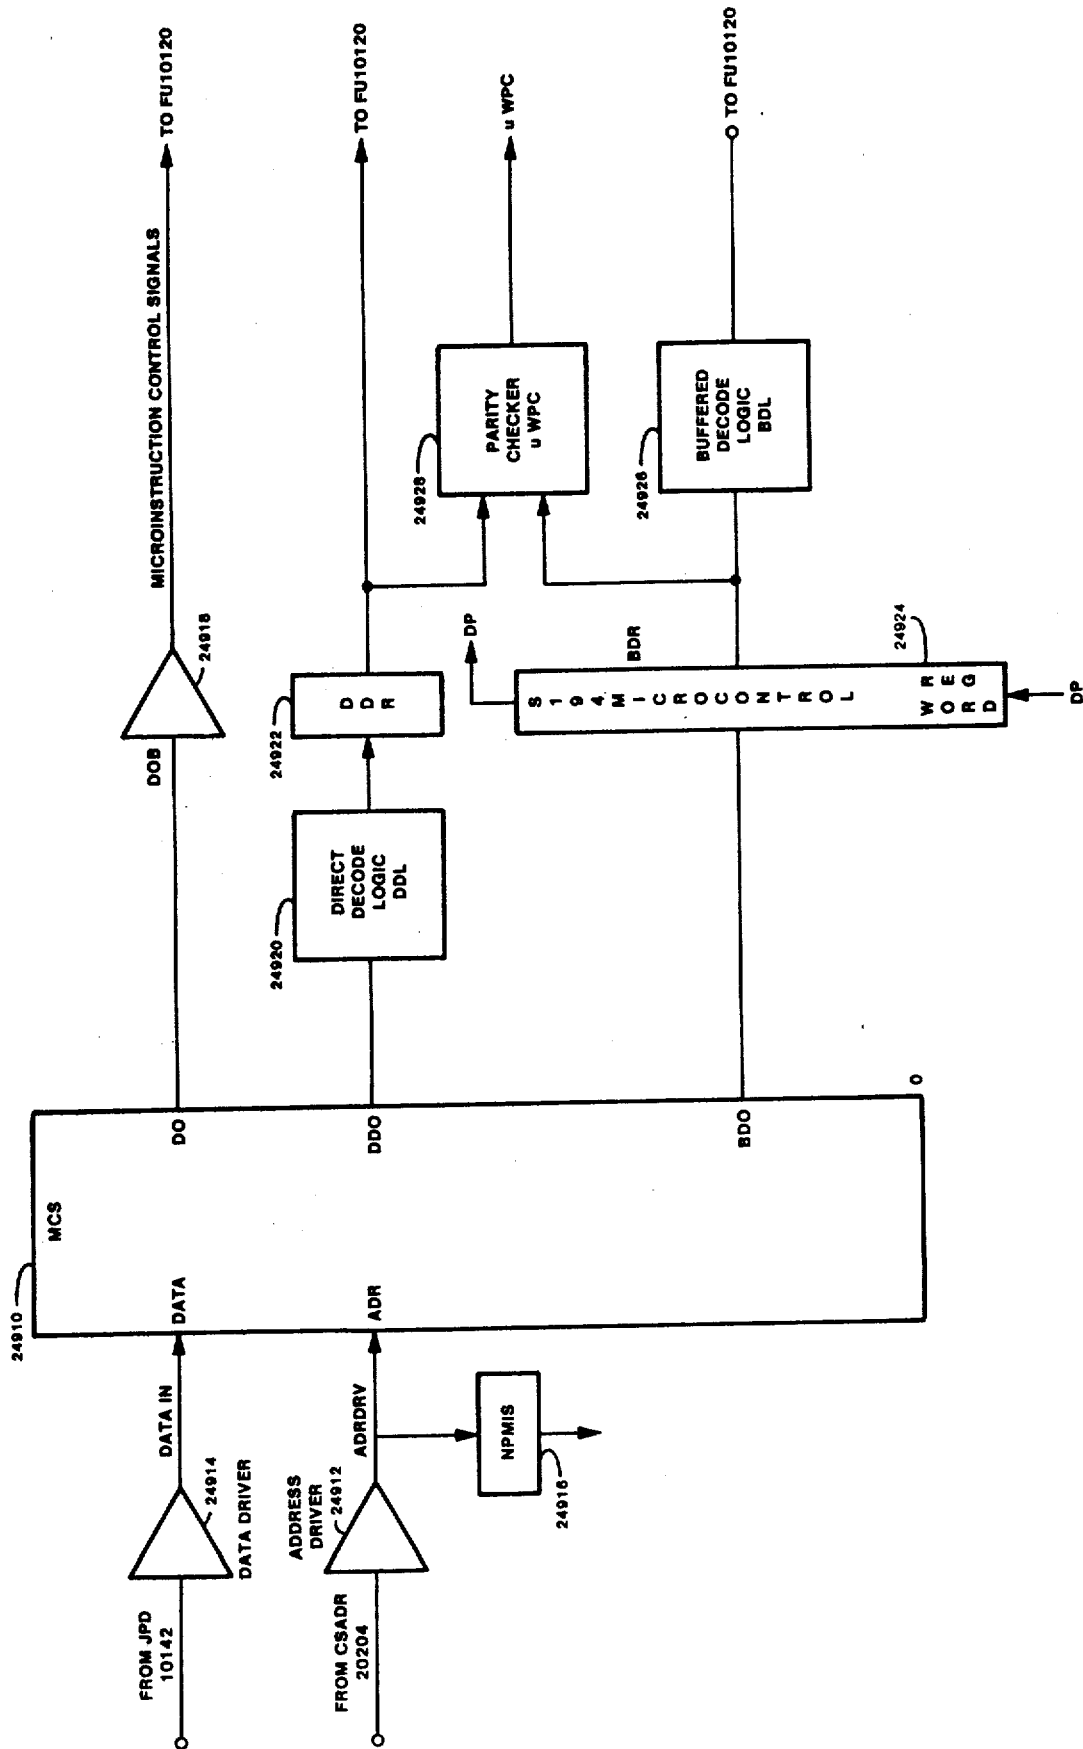 FROM JPD
10142
24914
DATA DRIVER
DATA IN
FROM CSADR
20204
ADDRESS
DRIVER
24912
ADRDRV
NPMIS
24916
24910
MCS
DATA
ADR
DO
DDO
BDO
0
DOB
24918
MICROINSTRUCTION CONTROL SIGNALS
TO FU10120
24920
DIRECT
DECODE
LOGIC
DDL
24922
DDR
TO FU10120
DP
BDR
S194 MICROCONTROL
WORD
REG
24924
DP
24928
PARITY
CHECKER
u WPC
u WPC
24926
BUFFERED
DECODE
LOGIC
BDL
TO FU10120